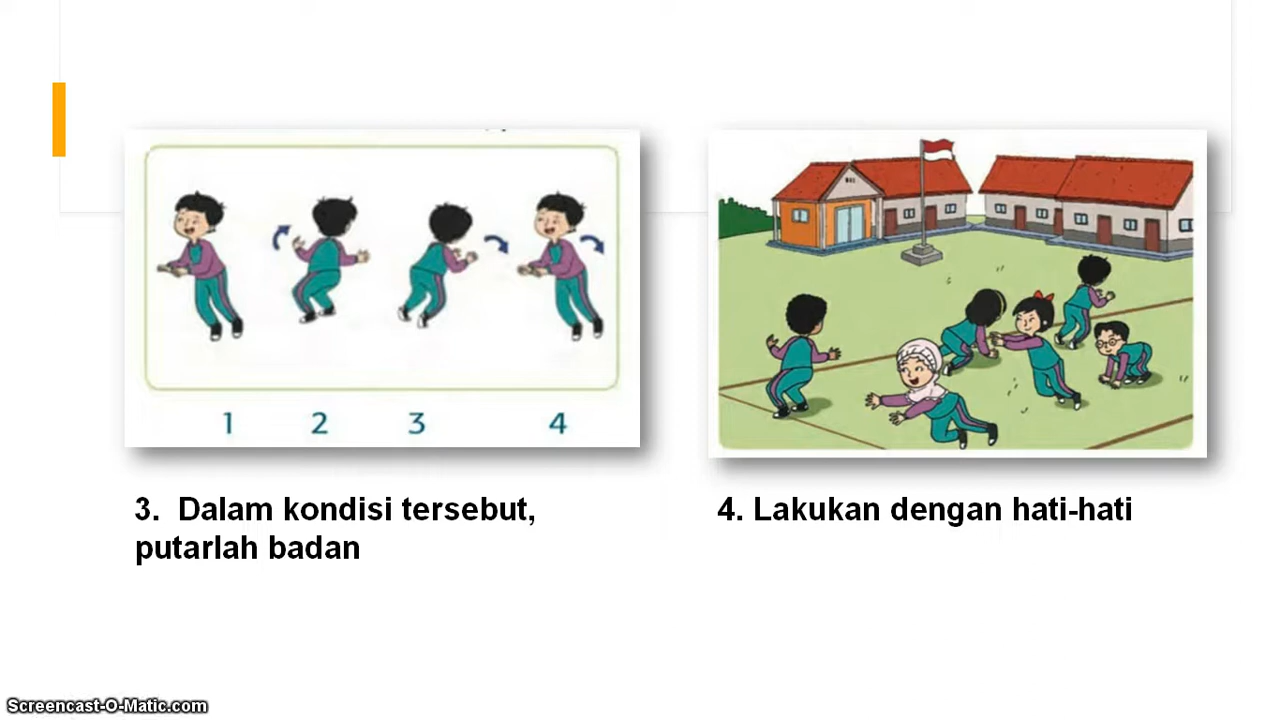 1 2 3 4
3. Dalam kondisi tersebut,
putarlah badan
4. Lakukan dengan hati-hati
Screencast-O-Matic.com